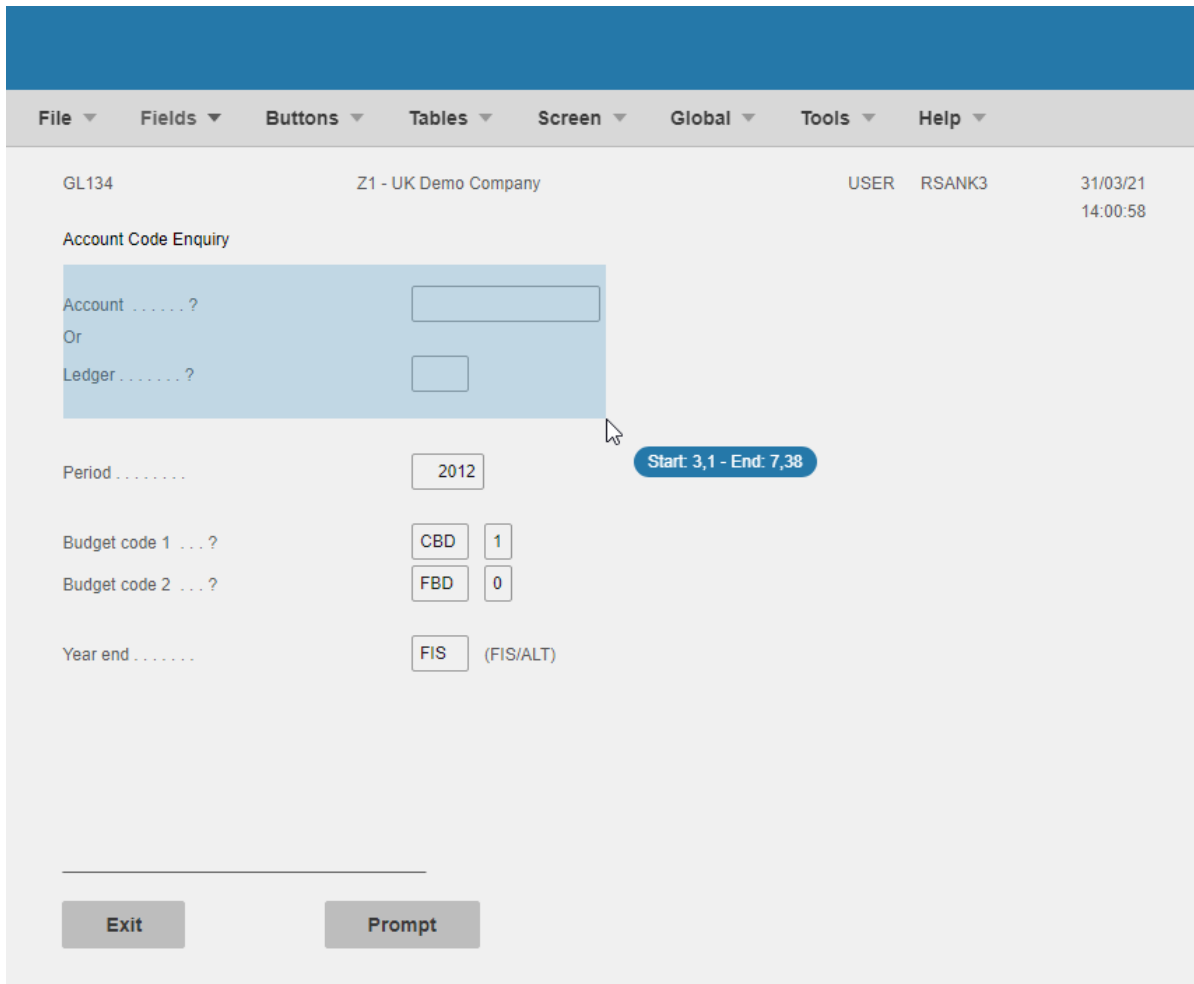 File Fields Buttons Tables Screen Global Tools Help
GL134 Z1 - UK Demo Company USER RSANK3 31/03/21
14:00:58
Account Code Enquiry
Account . . . . . . ?
Or
Ledger . . . . . . . ?
Start: 3,1 - End: 7,38
Period . . . . . . . . 2012
Budget code 1 . . . ? CBD 1
Budget code 2 . . . ? FBD 0
Year end . . . . . . . FIS (FIS/ALT)
Exit Prompt